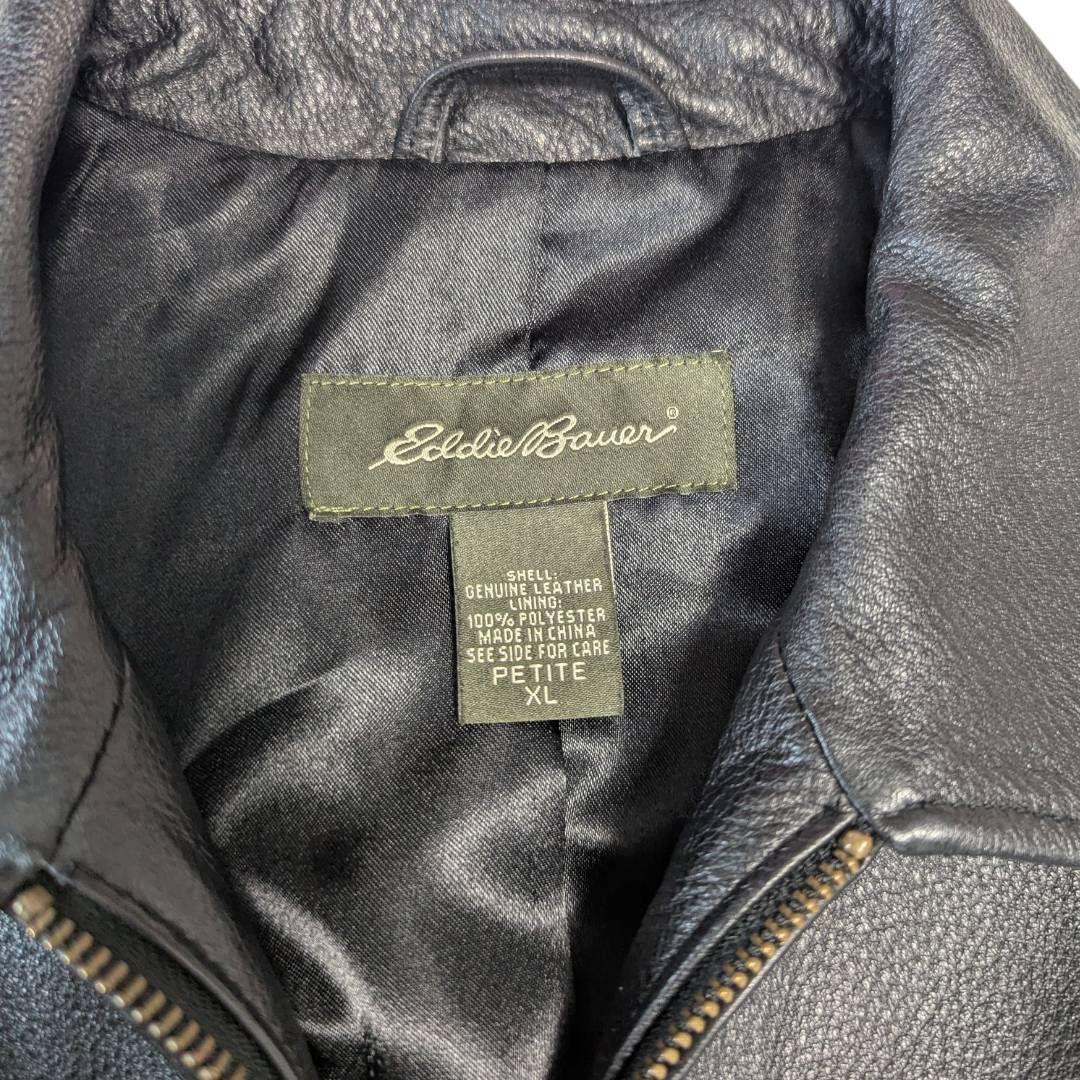 Eddie Bauer®
SHELL:
GENUINE LEATHER
LINING:
100% POLYESTER
MADE IN CHINA
SEE SIDE FOR CARE
PETITE
XL